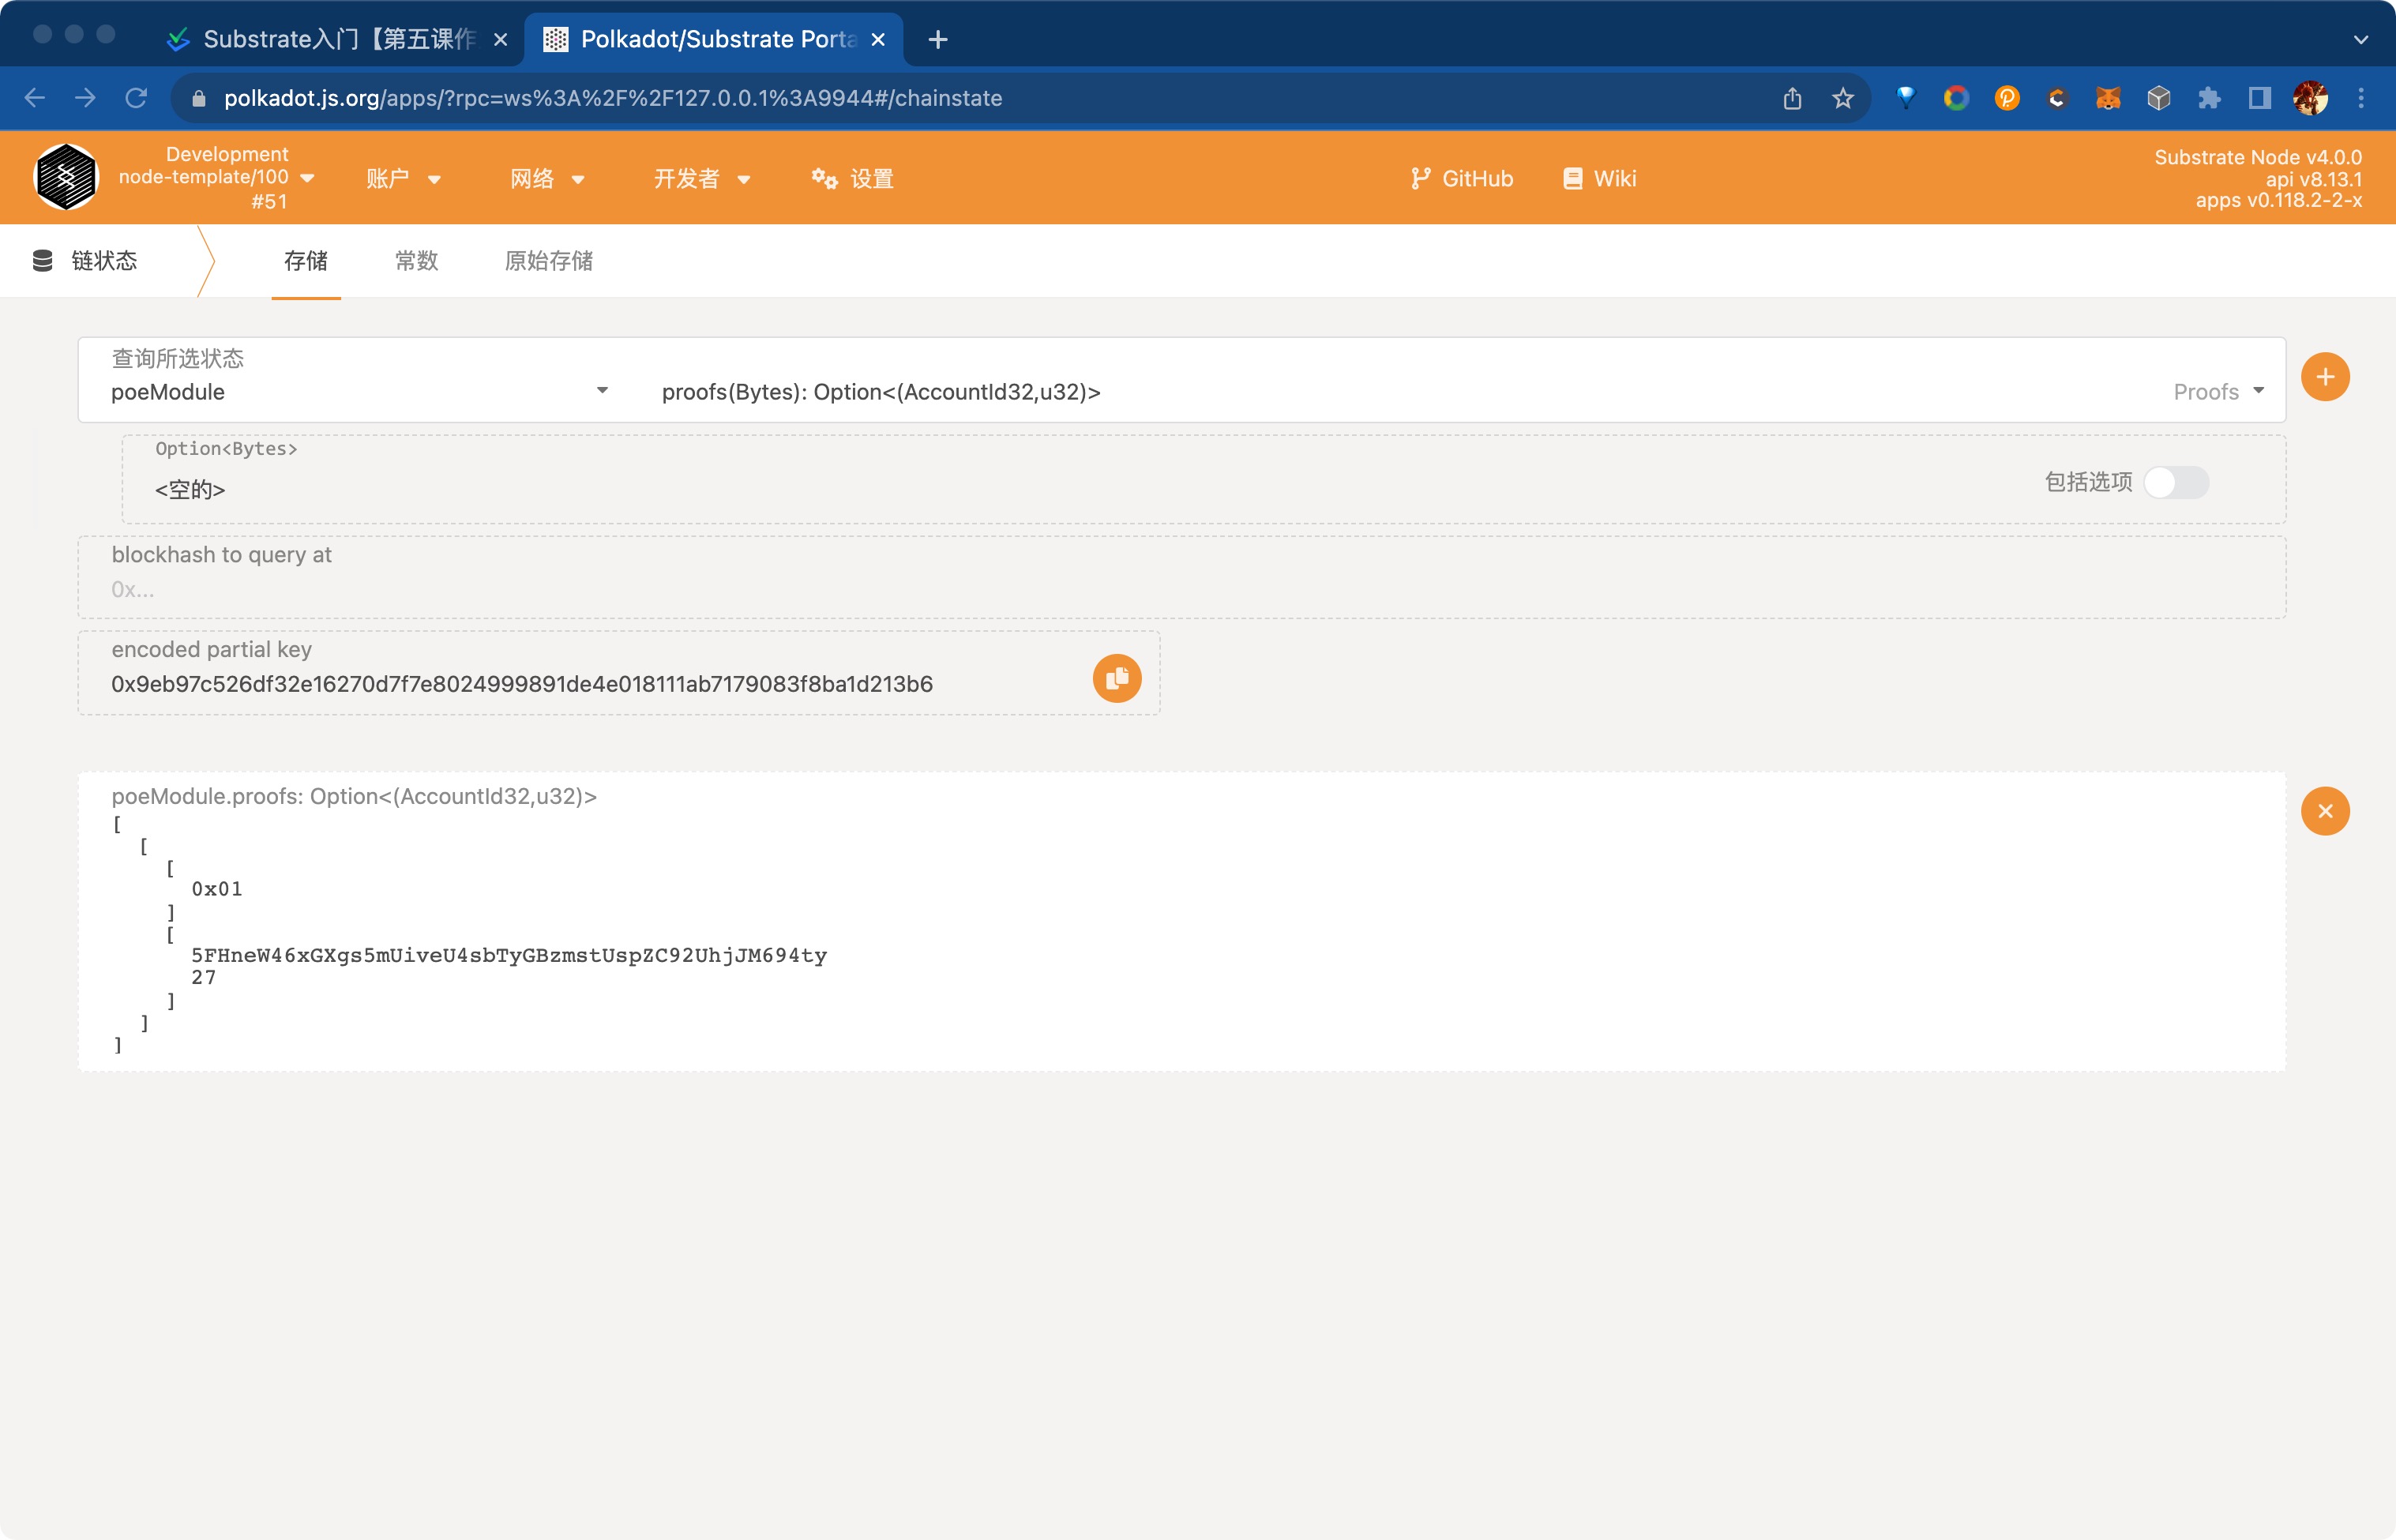 Substrate入门【第五课作
Polkadot/Substrate Porta
polkadot.js.org/apps/?rpc=ws%3A%2F%2F127.0.0.1%3A9944#/chainstate
Development
node-template/100
#51
账户
网络
开发者
设置
GitHub
Wiki
Substrate Node v4.0.0
api v8.13.1
apps v0.118.2-2-x
链状态
存储
常数
原始存储
查询所选状态
poeModule
proofs(Bytes): Option<(AccountId32,u32)>
Proofs
Option<Bytes>
<空的>
包括选项
blockhash to query at
0x...
encoded partial key
0x9eb97c526df32e16270d7f7e8024999891de4e018111ab7179083f8ba1d213b6
poeModule.proofs: Option<(AccountId32,u32)>
[
[
[
0x01
]
[
5FHneW46xGXgs5mUiveU4sbTyGBzmstUspZC92UhjJM694ty
27
]
]
]